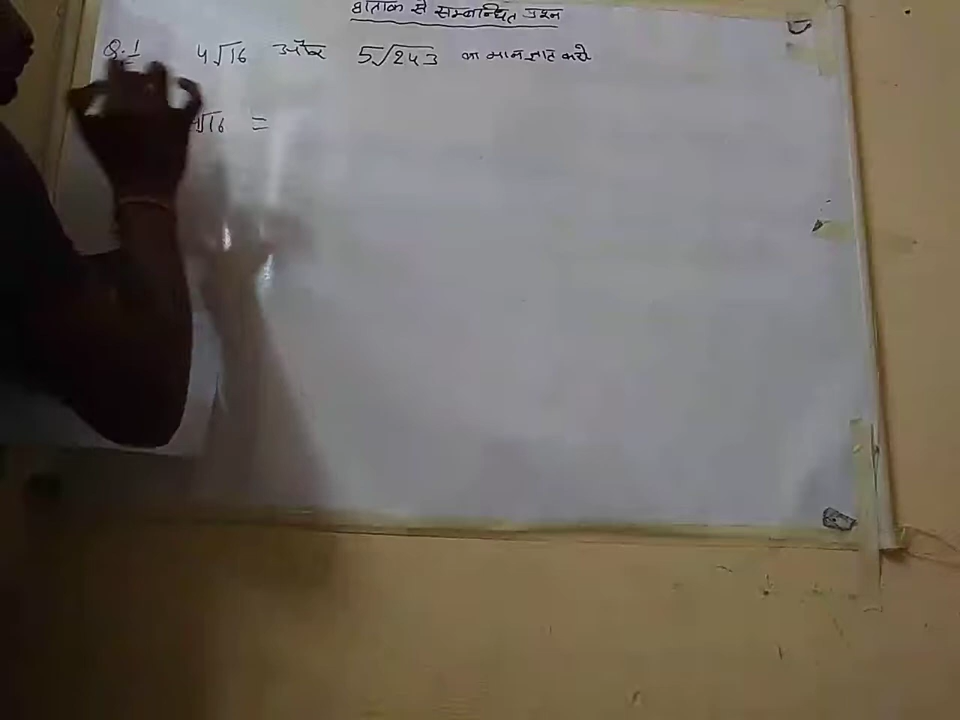 घातांक से सम्बन्धित प्रश्न
Q.1 4√16 और 5√243 का मान ज्ञात करो
√16 =